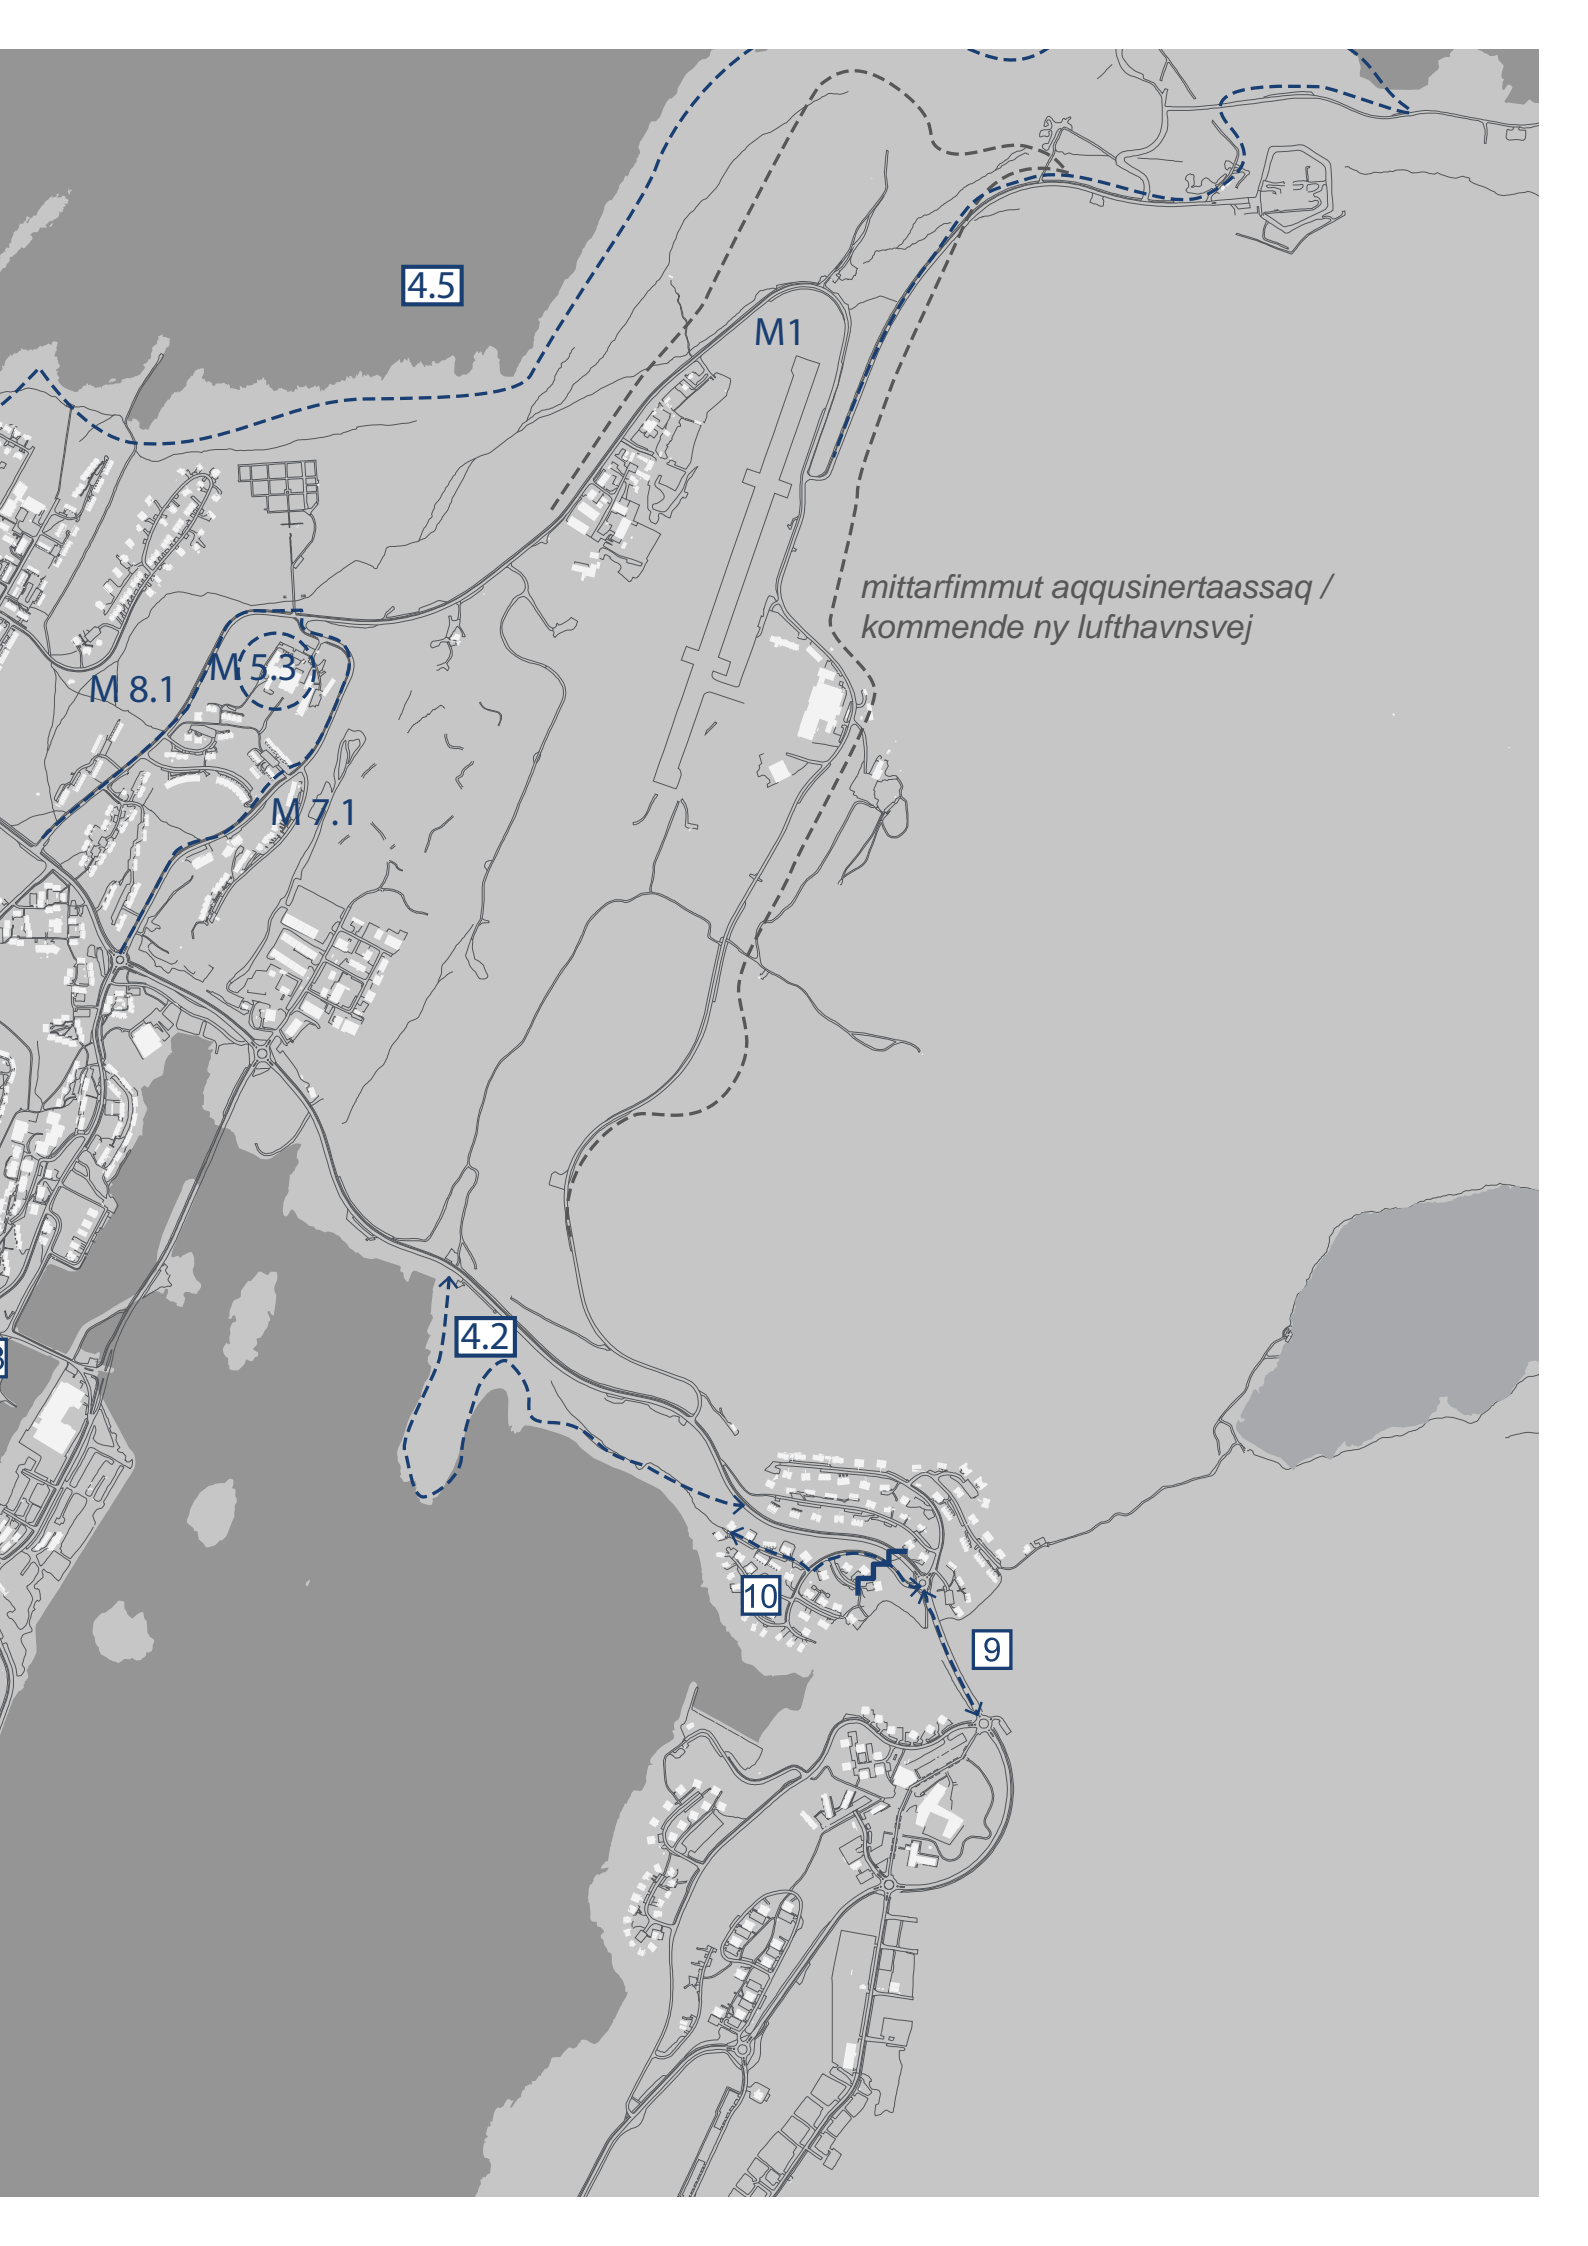 4.5
M1
mittarfimmut aqqusinertaassaq /
kommende ny lufthavnsvej
M 5.3
M 8.1
M 7.1
4.2
10
9